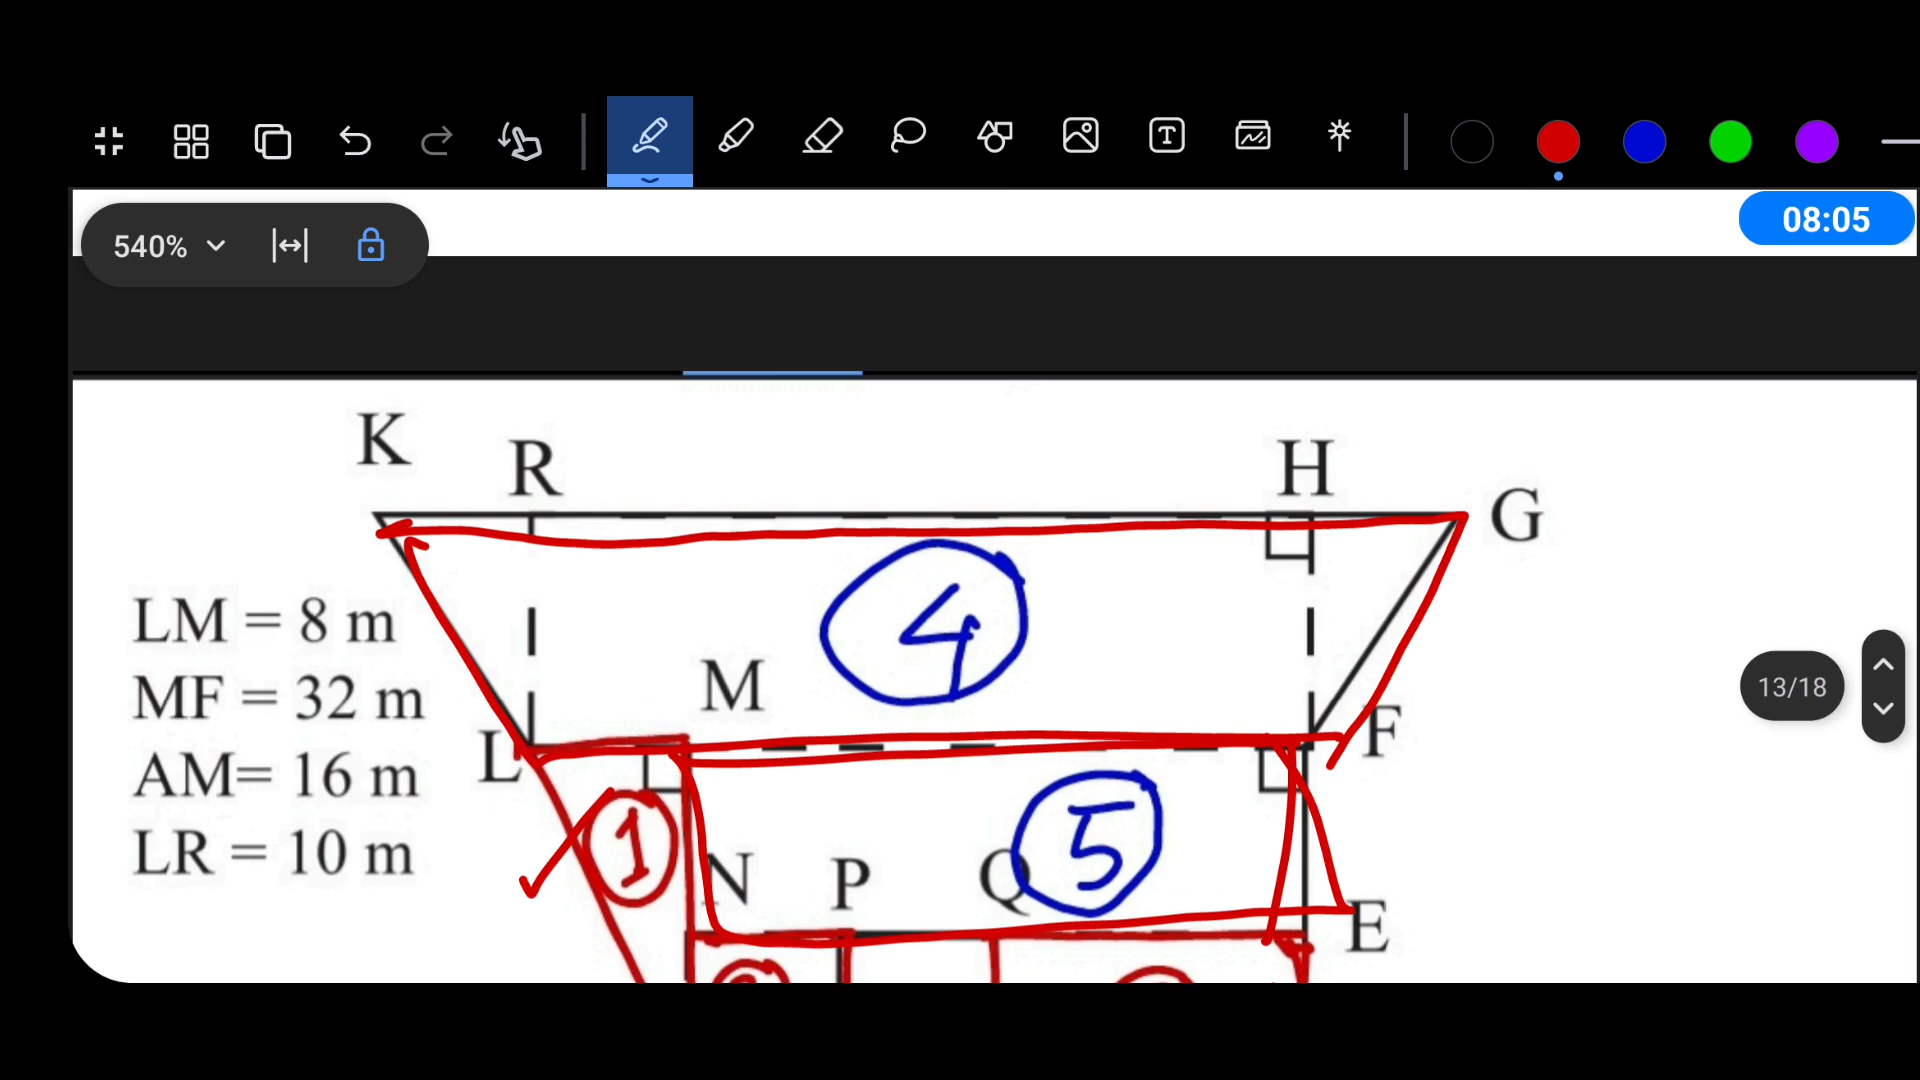 540%
08:05
K
R
H
G
4
LM = 8 m
M
MF = 32 m
13/18
L
F
AM= 16 m
5
LR = 10 m
1
N
P
Q
E